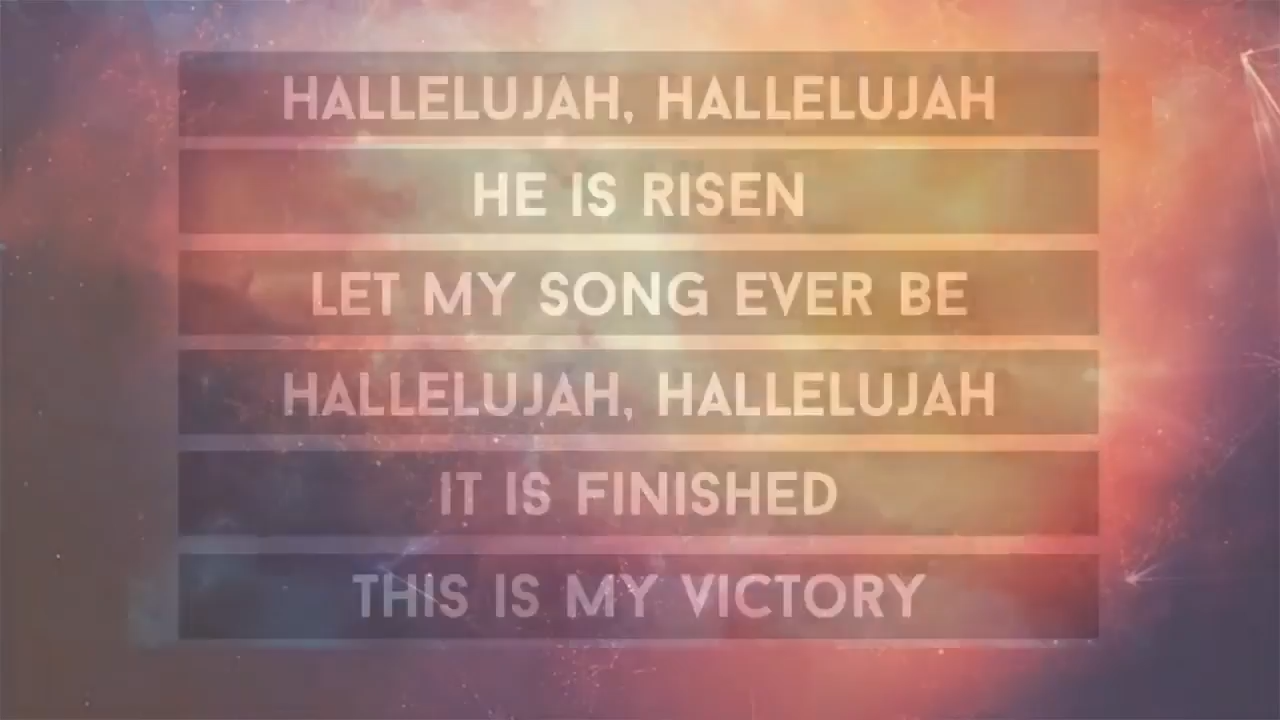 HALLELUJAH, HALLELUJAH
HE IS RISEN
LET MY SONG EVER BE
HALLELUJAH, HALLELUJAH
IT IS FINISHED
THIS IS MY VICTORY